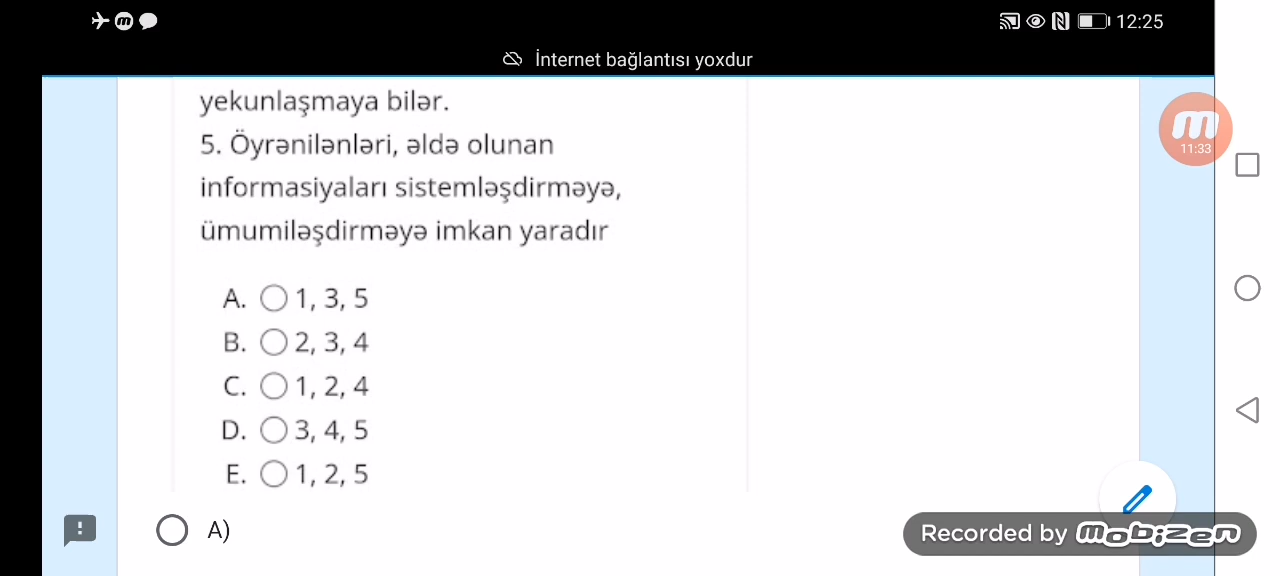 12:25
İnternet bağlantısı yoxdur
yekunlaşmaya bilər.
5. Öyrənilənləri, əldə olunan
informasiyaları sistemləşdirməyə,
ümumiləşdirməyə imkan yaradır
11:33
A. 1, 3, 5
B. 2, 3, 4
C. 1, 2, 4
D. 3, 4, 5
E. 1, 2, 5
A)
Recorded by mobizen